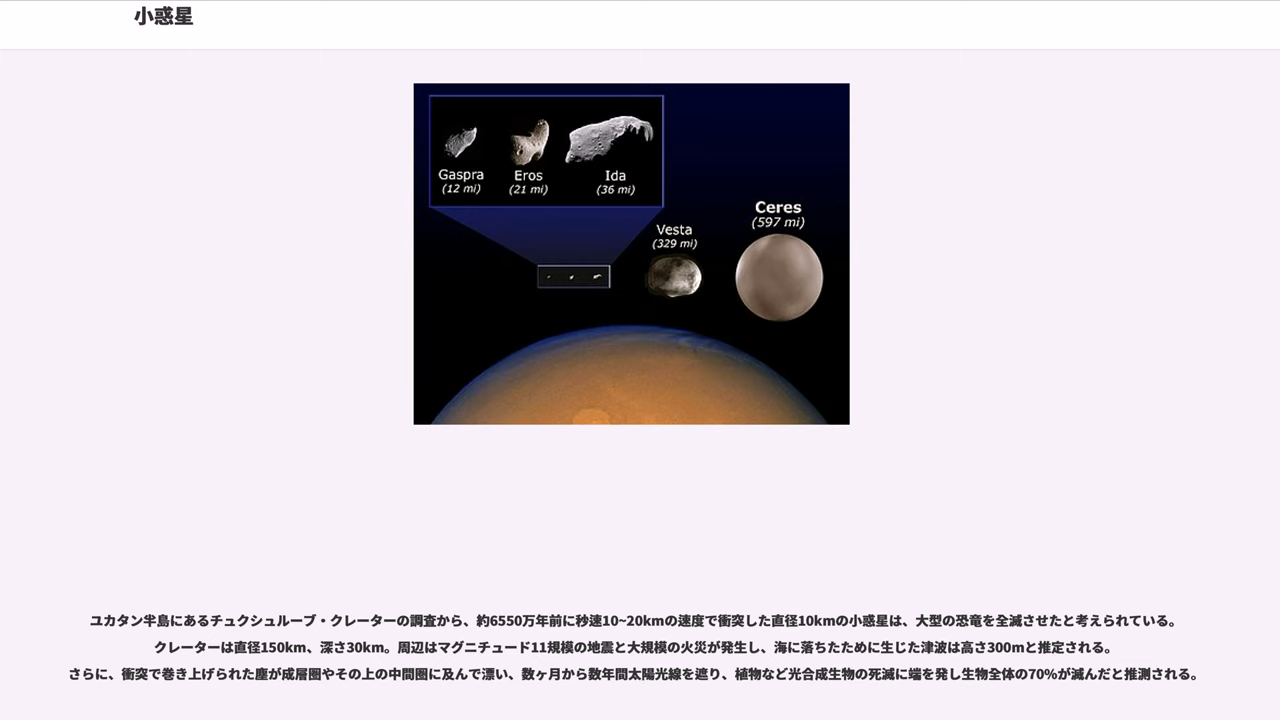 小惑星
Gaspra
(12 mi)
Eros
(21 mi)
Ida
(36 mi)
Vesta
(329 mi)
Ceres
(597 mi)
ユカタン半島にあるチュクシュルーブ・クレーターの調査から、約6550万年前に秒速10~20kmの速度で衝突した直径10kmの小惑星は、大型の恐竜を全滅させたと考えられている。
クレーターは直径150km、深さ30km。周辺はマグニチュード11規模の地震と大規模の火災が発生し、海に落ちたために生じた津波は高さ300mと推定される。
さらに、衝突で巻き上げられた塵が成層圏やその上の中間圏に及んで漂い、数ヶ月から数年間太陽光線を遮り、植物など光合成生物の死滅に端を発し生物全体の70%が滅んだと推測される。